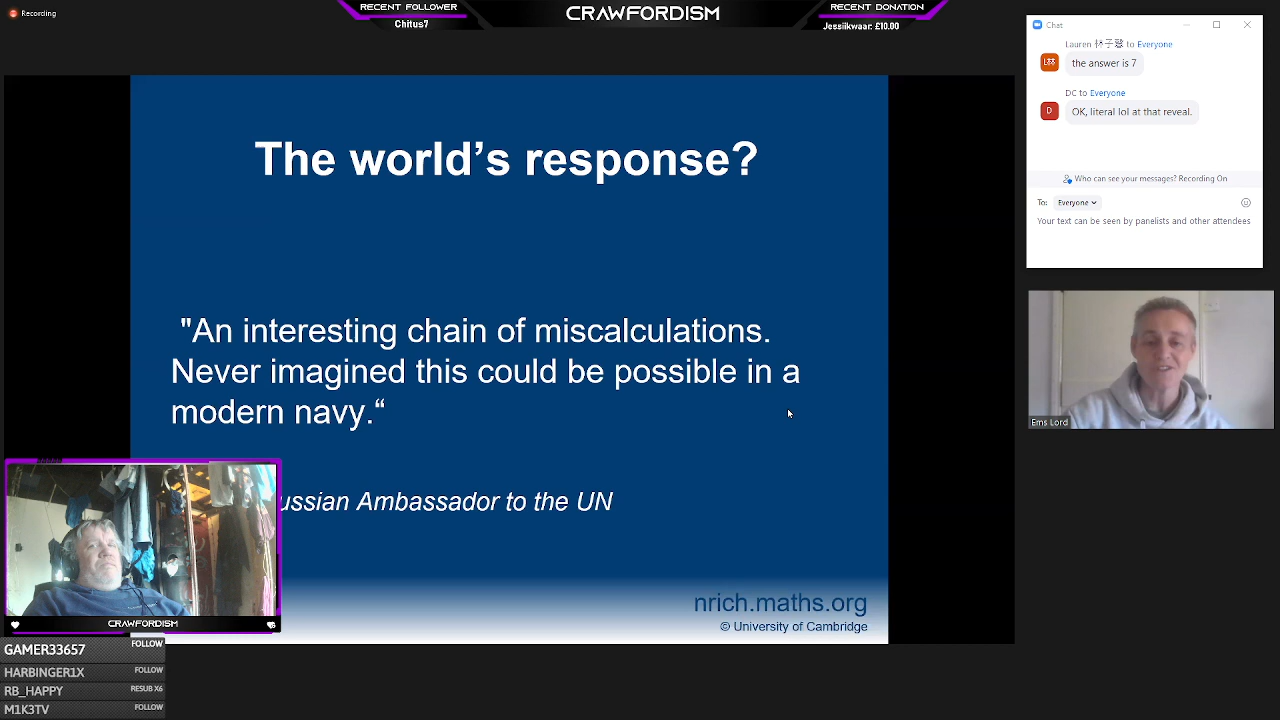 Recording
RECENT FOLLOWER
Chitus7
CRAWFORDISM
RECENT DONATION
Jessiikwaar: £10.00
Chat
Lauren 林子琴 to Everyone
the answer is 7
DC to Everyone
D
OK, literal lol at that reveal.
Who can see your messages? Recording On
To: Everyone
Your text can be seen by panelists and other attendees
The world's response?
"An interesting chain of miscalculations.
Never imagined this could be possible in a
modern navy.“
ussian Ambassador to the UN
Ems Lord
nrich.maths.org
© University of Cambridge
CRAWFORDISM
GAMER33657 FOLLOW
HARBINGER1X FOLLOW
RB_HAPPY RESUB X6
M1K3TV FOLLOW